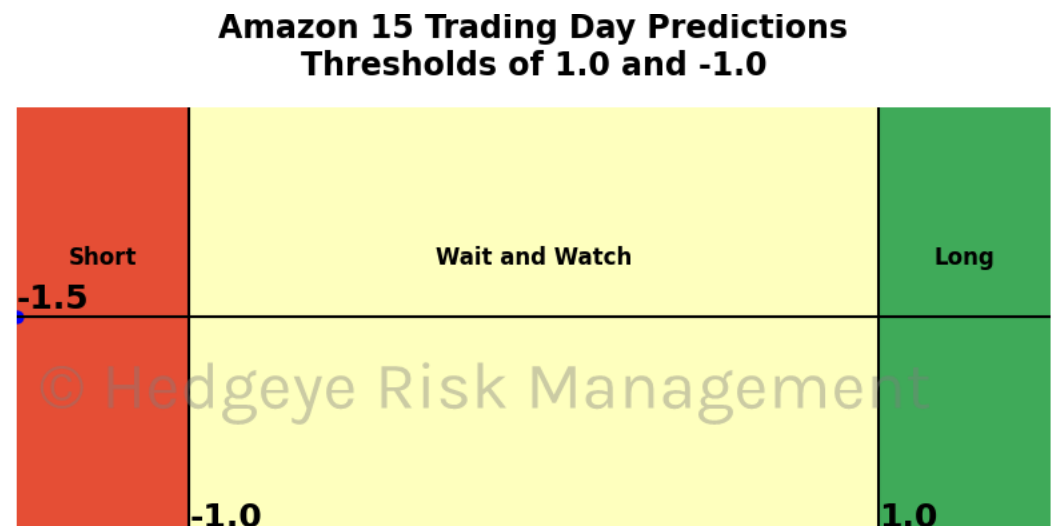 Amazon 15 Trading Day Predictions
Thresholds of 1.0 and -1.0
Short
Wait and Watch
Long
-1.5
© Hedgeye Risk Management
-1.0
1.0